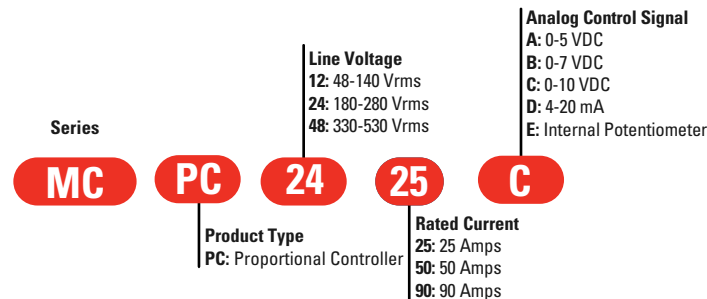 Analog Control Signal
A: 0-5 VDC
B: 0-7 VDC
C: 0-10 VDC
D: 4-20 mA
E: Internal Potentiometer
Line Voltage
12: 48-140 Vrms
24: 180-280 Vrms
48: 330-530 Vrms
Series
MC PC 24 25 C
Product Type
PC: Proportional Controller
Rated Current
25: 25 Amps
50: 50 Amps
90: 90 Amps